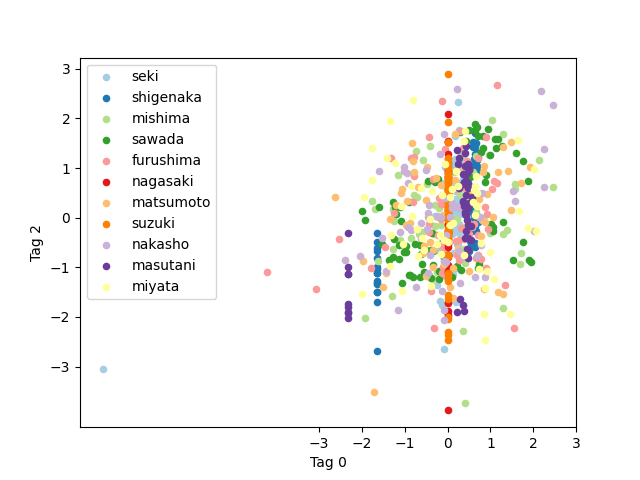 3
2
1
0
−1
−2
−3
Tag 2
seki
shigenaka
mishima
sawada
furushima
nagasaki
matsumoto
suzuki
nakasho
masutani
miyata
−3 −2 −1 0 1 2 3
Tag 0